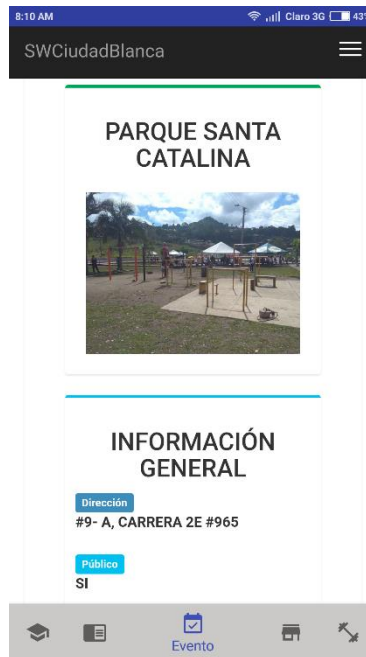 8:10 AM
Claro 3G
43%
SWCiudadBlanca
PARQUE SANTA
CATALINA
INFORMACIÓN
GENERAL
Dirección
#9- A, CARRERA 2E #965
Público
SI
Evento